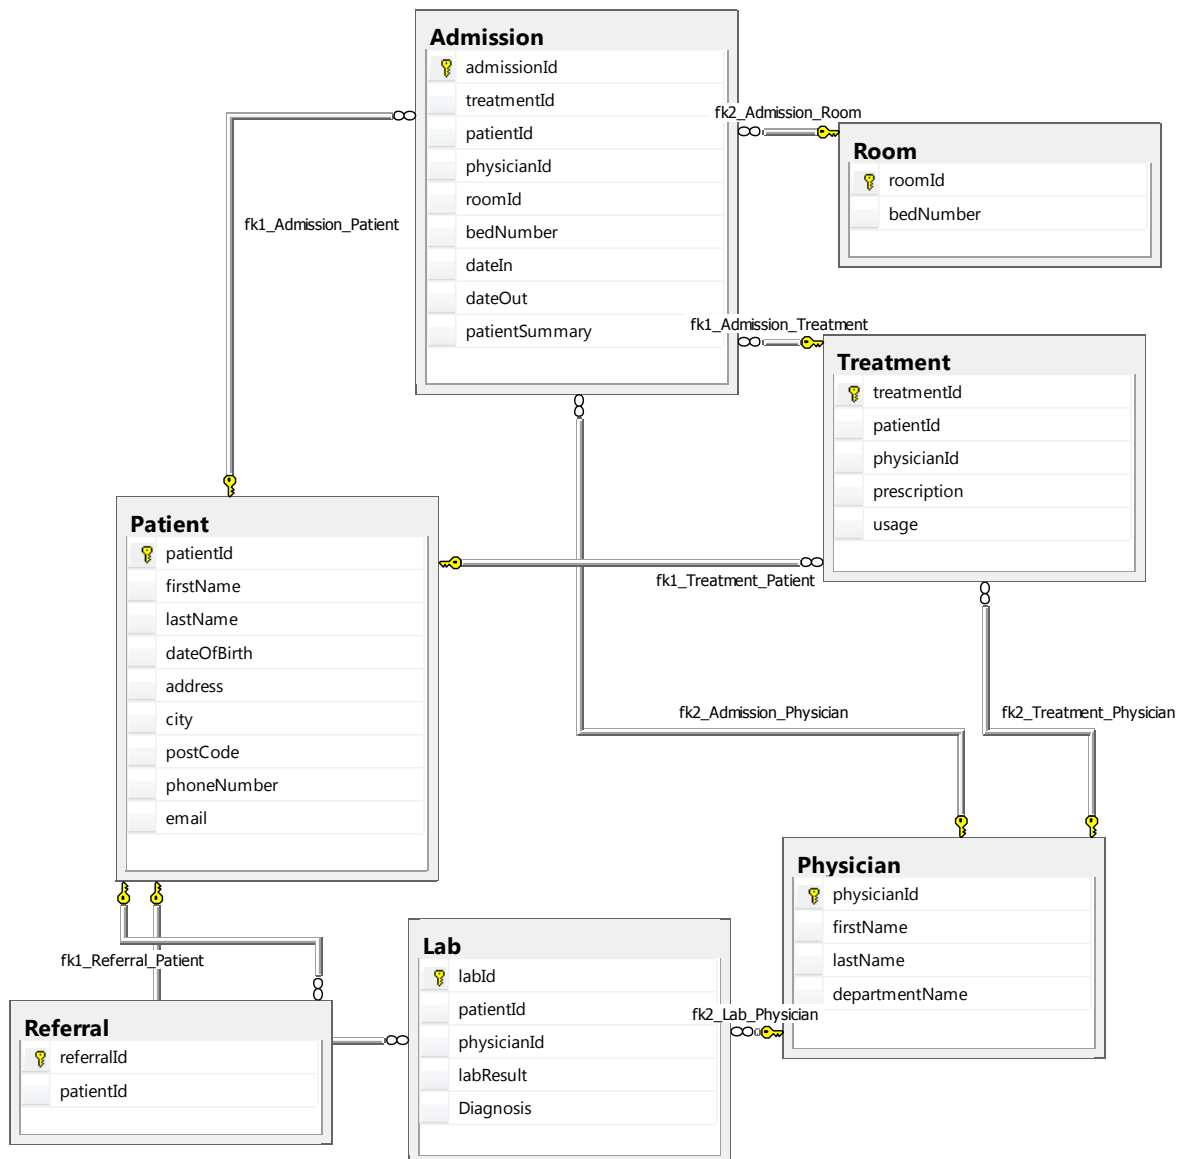 Admission
admissionId
treatmentId
patientId
physicianId
roomId
bedNumber
dateIn
dateOut
patientSummary
fk2_Admission_Room
Room
roomId
bedNumber
fk1_Admission_Patient
fk1_Admission_Treatment
Treatment
treatmentId
patientId
physicianId
prescription
usage
Patient
patientId
firstName
lastName
dateOfBirth
address
city
postCode
phoneNumber
email
fk1_Treatment_Patient
fk2_Admission_Physician
fk2_Treatment_Physician
Physician
physicianId
firstName
lastName
departmentName
fk1_Referral_Patient
Lab
labId
patientId
physicianId
labResult
Diagnosis
fk2_Lab_Physician
Referral
referralId
patientId